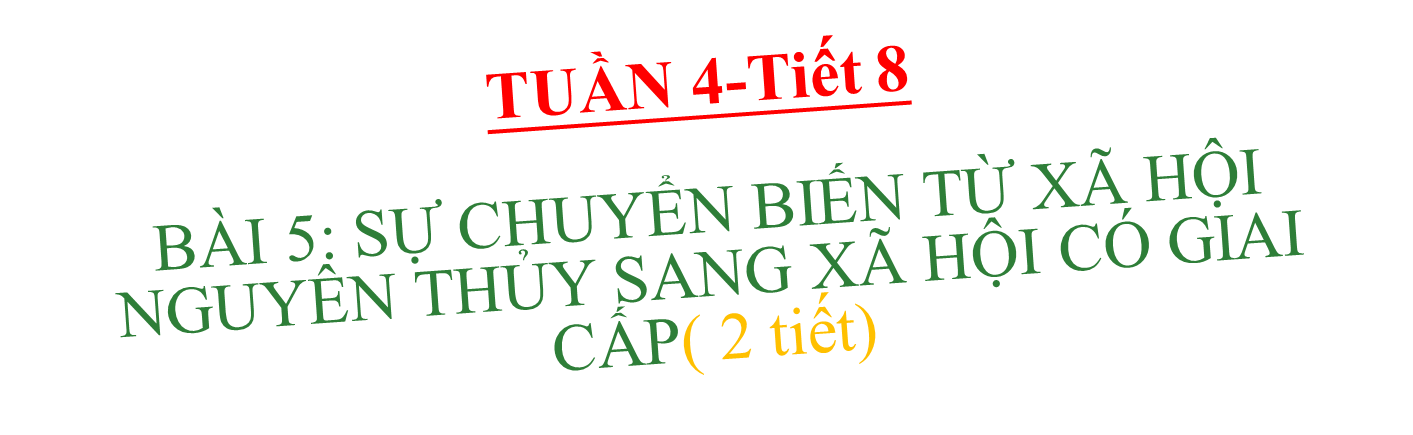 TUẦN 4-Tiết 8
BÀI 5: SỰ CHUYỂN BIẾN TỪ XÃ HỘI
NGUYÊN THỦY SANG XÃ HỘI CÓ GIAI
CẤP( 2 tiết)